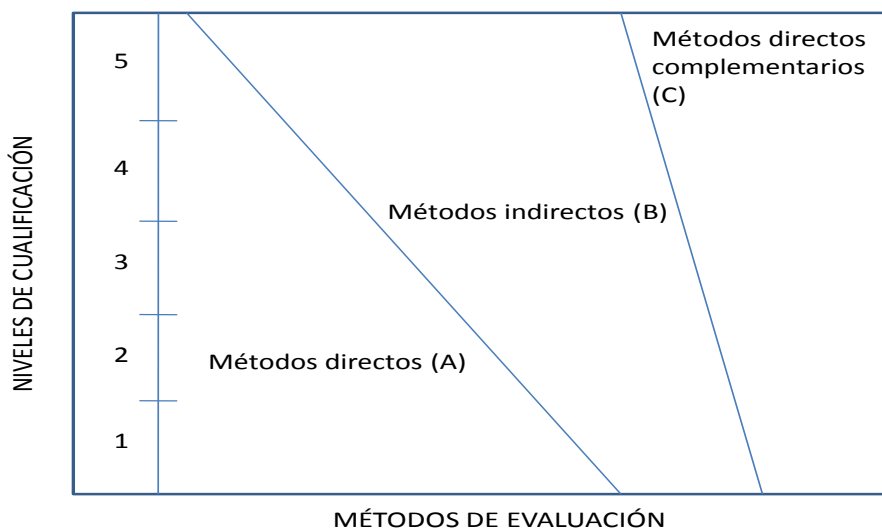 Métodos directos
complementarios
(C)
5
4
Métodos indirectos (B)
3
2
Métodos directos (A)
1
NIVELES DE CUALIFICACIÓN
MÉTODOS DE EVALUACIÓN